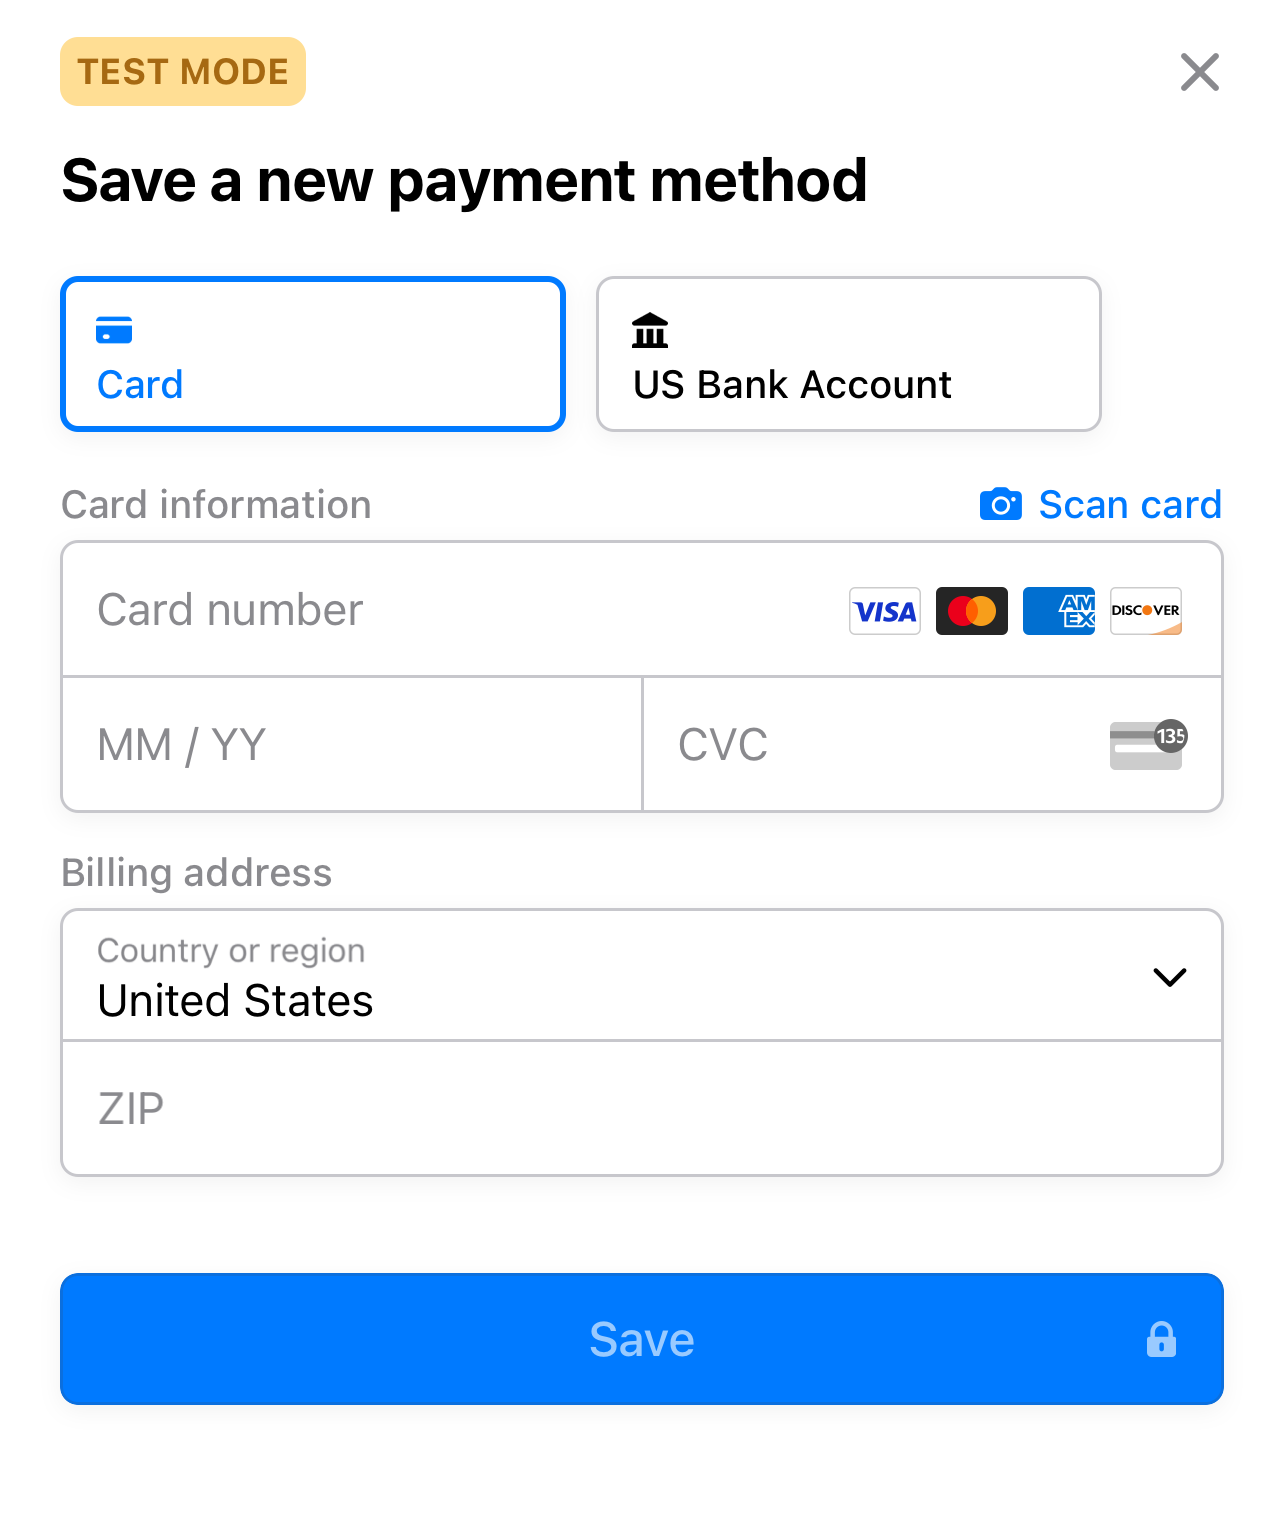 TEST MODE
Save a new payment method
Card
US Bank Account
Card information
Scan card
Card number
VISA
AM
EX
DISCOVER
MM / YY
CVC
135
Billing address
Country or region
United States
ZIP
Save